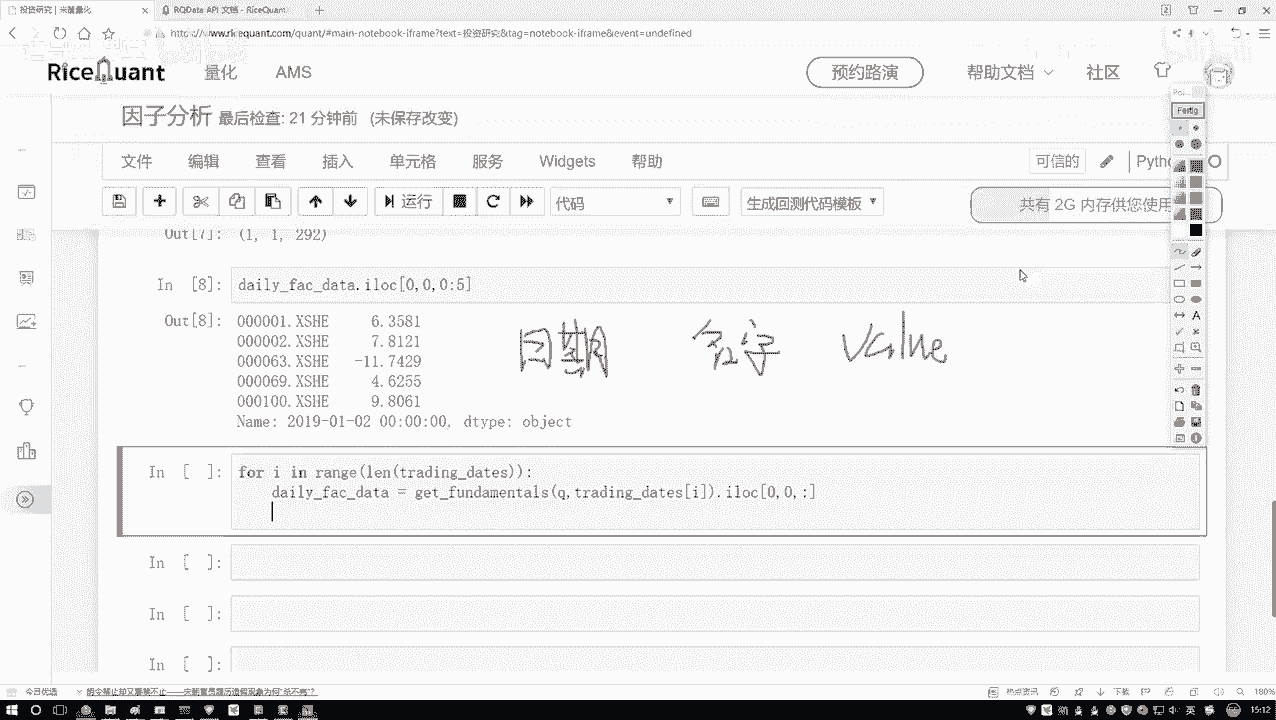 投资研究 | 米筐量化
RQData API 文档 - RiceQuant
https://www.ricequant.com/quant/#main-notebook-iframe?text=投资研究&tag=notebook-iframe&event=undefined
RiceQuant 量化 AMS 预约路演 帮助文档 社区
因子分析 最后检查: 21 分钟前 (未保存改变)
文件 编辑 查看 插入 单元格 服务 Widgets 帮助 可信的
运行 代码 生成回测代码模板 共有 2G 内存供您使用
Out[7]: (1, 1, 292)
In [8]: daily_fac_data.iloc[0,0,0:5]
Out[8]: 000001.XSHE 6.3581
000002.XSHE 7.8121
000063.XSHE -11.7429
000069.XSHE 4.6255
000100.XSHE 9.8061
Name: 2019-01-02 00:00:00, dtype: object
日期 名字 Value
In [ ]: for i in range(len(trading_dates)):
daily_fac_data = get_fundamentals(q,trading_dates[i]).iloc[0,0,:]
In [ ]:
In [ ]:
In [ ]:
Fertig
今日优选
热点资讯 下载 180%
英 15:12